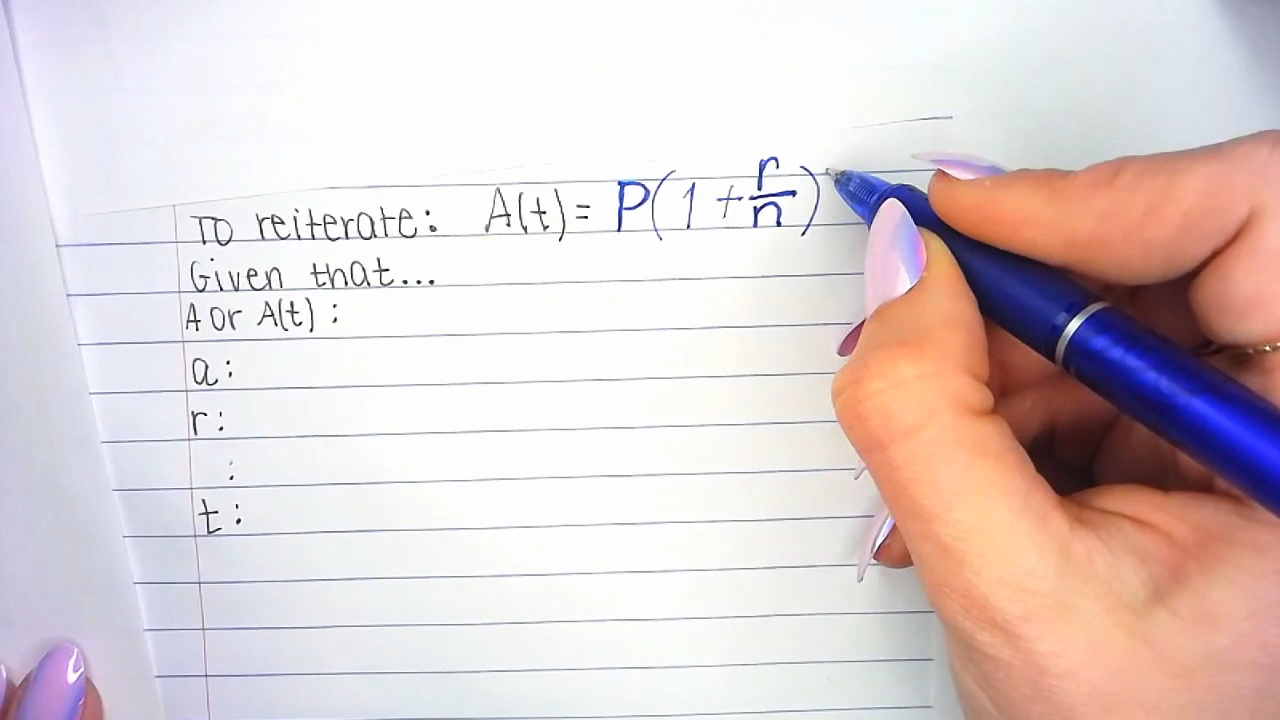 To reiterate: A(t) = P(1 + r/n)
Given that...
A or A(t) :
a :
r :
:
t :